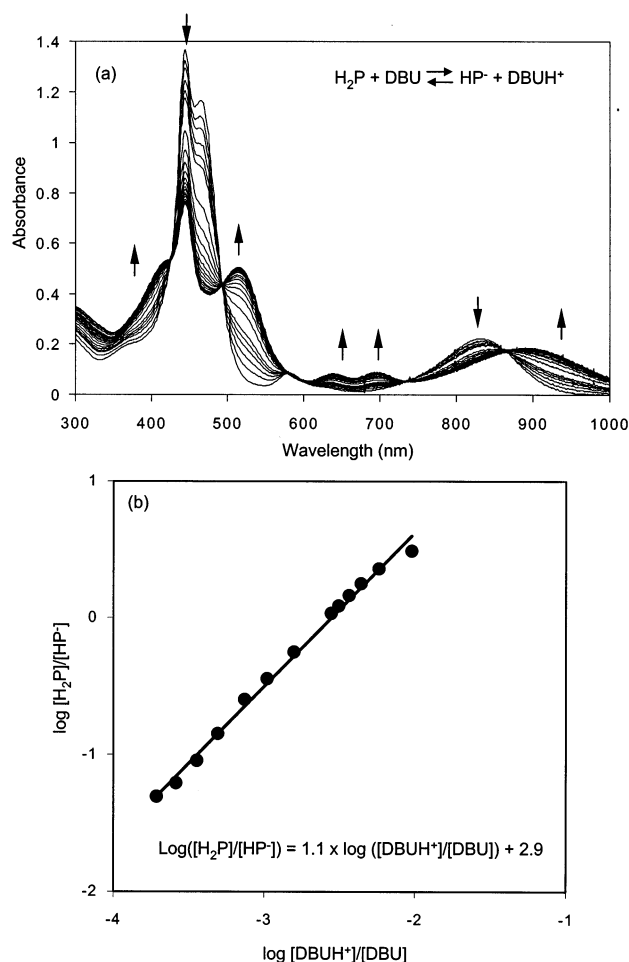 1.4
(a)
H₂P + DBU ⇌ HP⁻ + DBUH⁺
1.2
1
0.8
0.6
0.4
0.2
0
Absorbance
300 400 500 600 700 800 900 1000
Wavelength (nm)
1
(b)
0
-1
-2
log [H₂P]/[HP⁻]
Log([H₂P]/[HP⁻]) = 1.1 x log ([DBUH⁺]/[DBU]) + 2.9
-4 -3 -2 -1
log [DBUH⁺]/[DBU]